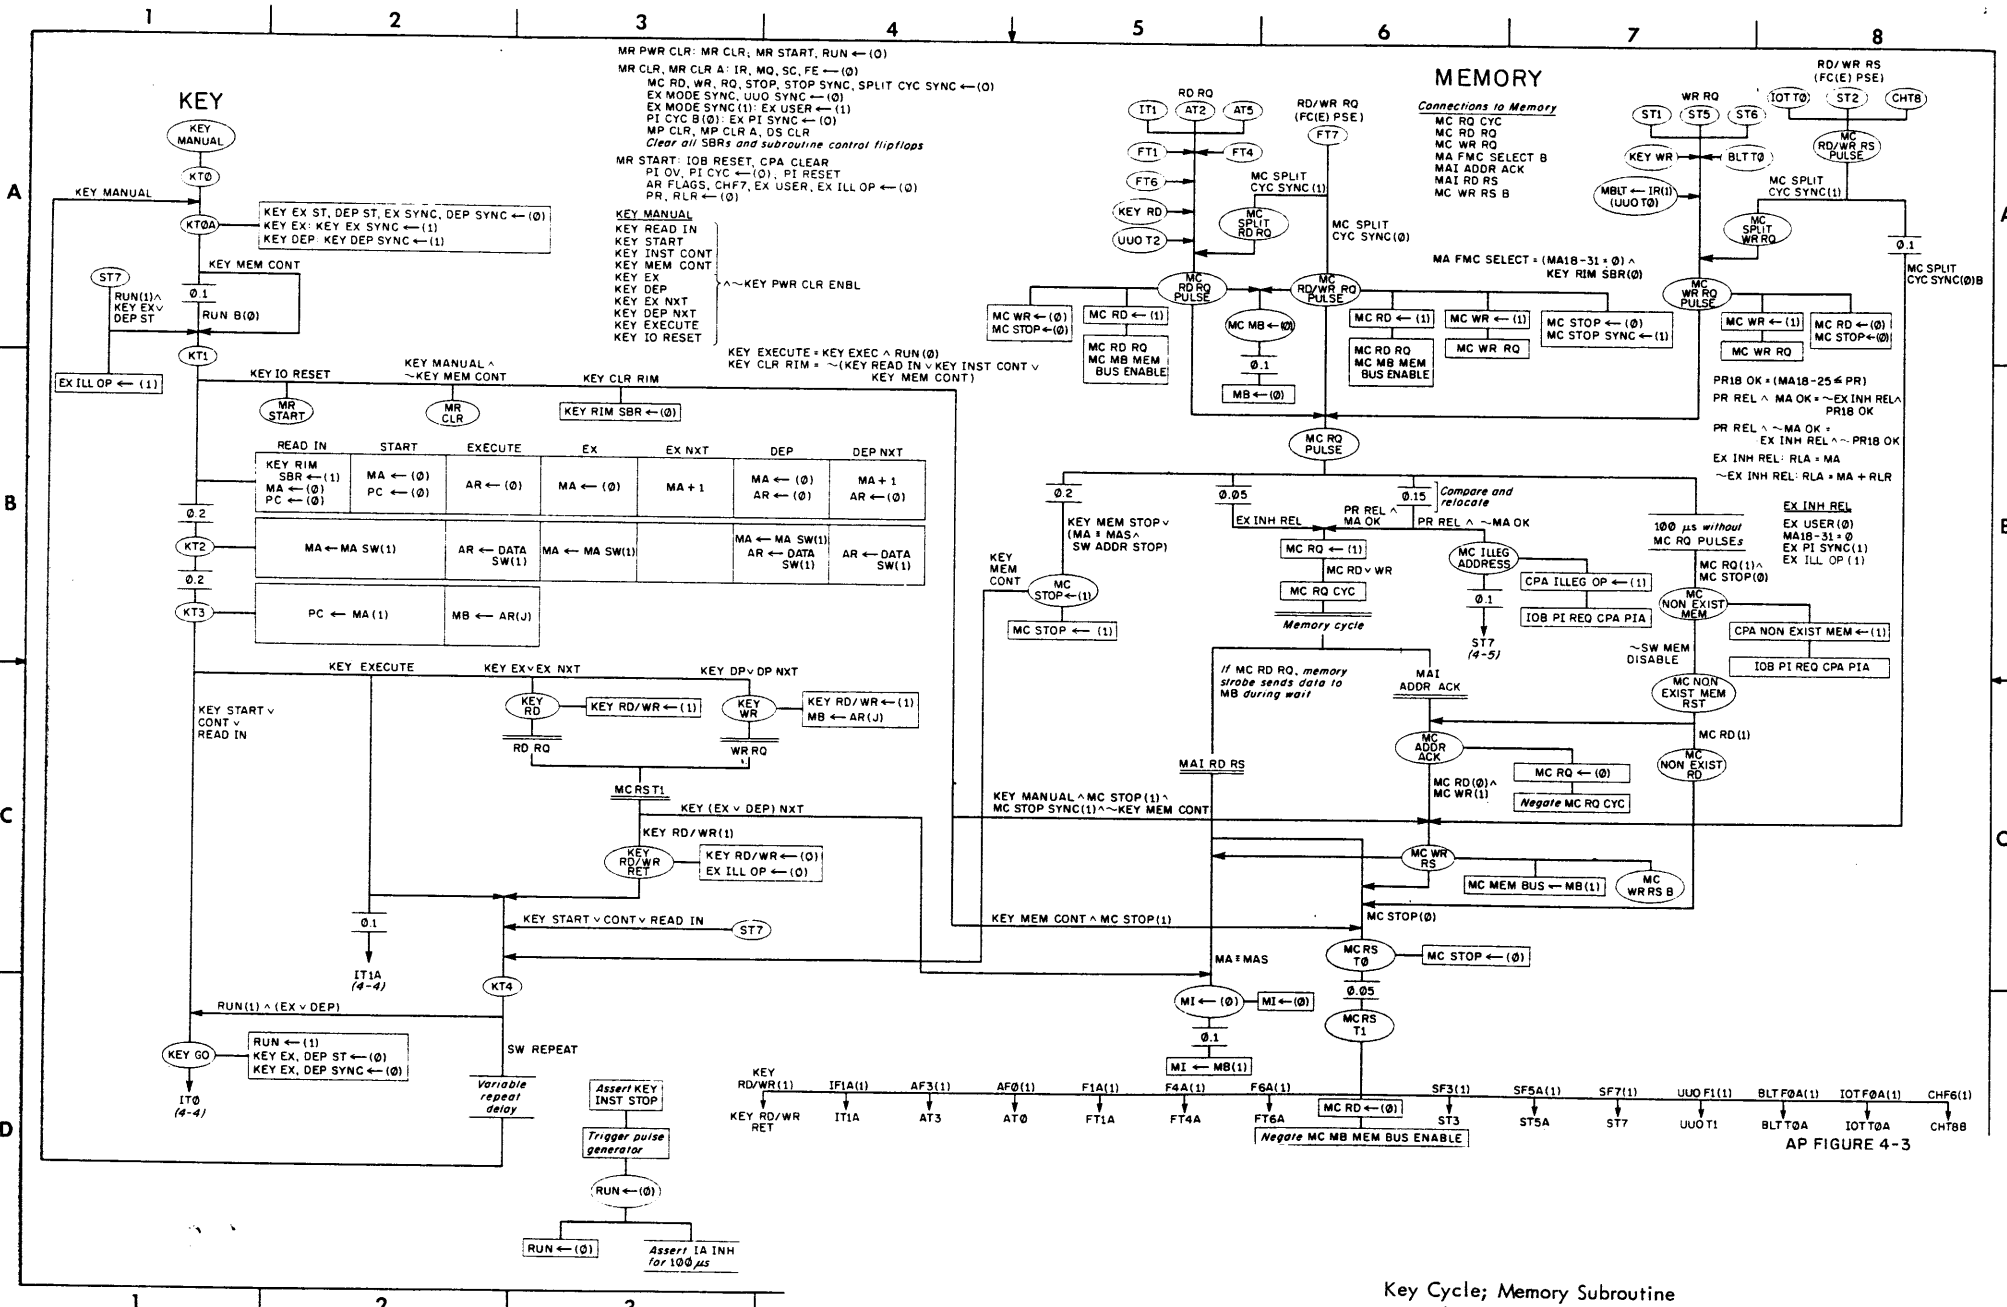 1 2 3 4 5 6 7 8
A
B
C
D
KEY
KEY MANUAL
KT0
KEY MANUAL
KT0A
KEY EX ST, DEP ST, EX SYNC, DEP SYNC ← (0)
KEY EX: KEY EX SYNC ← (1)
KEY DEP: KEY DEP SYNC ← (1)
KEY MEM CONT
ST7
0.1
RUN(1)∧
KEY EX∨
DEP ST
RUN B(0)
KT1
EX ILL OP ← (1)
MR PWR CLR: MR CLR; MR START, RUN ← (0)
MR CLR, MR CLR A: IR, MQ, SC, FE ← (0)
MC RD, WR, RQ, STOP, STOP SYNC, SPLIT CYC SYNC ← (0)
EX MODE SYNC, UUO SYNC ← (0)
EX MODE SYNC(1): EX USER ← (1)
PI CYC B(0): EX PI SYNC ← (0)
MP CLR, MP CLR A, DS CLR
Clear all SBRs and subroutine control flipflops
MR START: IOB RESET, CPA CLEAR
PI OV, PI CYC ← (0), PI RESET
AR FLAGS, CHF7, EX USER, EX ILL OP ← (0)
PR, RLR ← (0)
KEY MANUAL
KEY READ IN
KEY START
KEY INST CONT
KEY MEM CONT
KEY EX
KEY DEP
KEY EX NXT
KEY DEP NXT
KEY EXECUTE
KEY IO RESET
∧∼KEY PWR CLR ENBL
KEY EXECUTE = KEY EXEC ∧ RUN(0)
KEY CLR RIM = ∼(KEY READ IN ∨ KEY INST CONT ∨
KEY MEM CONT)
KEY IO RESET
MR START
KEY MANUAL ∧
∼KEY MEM CONT
MR CLR
KEY CLR RIM
KEY RIM SBR ← (0)
READ IN START EXECUTE EX EX NXT DEP DEP NXT
KEY RIM
SBR ← (1)
MA ← (0)
PC ← (0)
MA ← (0)
PC ← (0)
AR ← (0)
MA ← (0)
MA + 1
MA ← (0)
AR ← (0)
MA + 1
AR ← (0)
0.2
KT2
MA ← MA SW(1)
AR ← DATA
SW(1)
MA ← MA SW(1)
MA ← MA SW(1)
AR ← DATA
SW(1)
AR ← DATA
SW(1)
0.2
KT3
PC ← MA(1)
MB ← AR(J)
KEY EXECUTE
KEY EX∨EX NXT
KEY DP∨DP NXT
KEY START ∨
CONT ∨
READ IN
KEY RD
KEY RD/WR ← (1)
KEY WR
KEY RD/WR ← (1)
MB ← AR(J)
RD RQ
WR RQ
MC RS T1
KEY (EX ∨ DEP) NXT
KEY RD/WR(1)
KEY RD/WR RET
KEY RD/WR ← (0)
EX ILL OP ← (0)
0.1
KEY START ∨ CONT ∨ READ IN
ST7
IT1A
(4-4)
KT4
RUN(1) ∧ (EX ∨ DEP)
KEY GO
RUN ← (1)
KEY EX, DEP ST ← (0)
KEY EX, DEP SYNC ← (0)
IT0
(4-4)
SW REPEAT
Variable
repeat
delay
Assert KEY
INST STOP
Trigger pulse
generator
RUN ← (0)
RUN ← (0)
Assert IA INH
for 100 μs
MEMORY
Connections to Memory
MC RQ CYC
MC RD RQ
MC WR RQ
MA FMC SELECT B
MAI ADDR ACK
MAI RD RS
MC WR RS B
RD RQ
IT1 AT2 AT5
FT1 FT4
FT6
KEY RD
UUO T2
RD/WR RQ
(FC(E) PSE)
FT7
MC SPLIT
CYC SYNC(1)
MC SPLIT RD RQ
MC SPLIT
CYC SYNC(0)
WR RQ
ST1 ST5 ST6
KEY WR BLT T0
MBLT ← IR(1)
(UUO T0)
RD/WR RS
(FC(E) PSE)
IOT T0 ST2 CHT8
MC RD/WR RS PULSE
MC SPLIT
CYC SYNC(1)
MC SPLIT WR RQ
0.1
MC SPLIT
CYC SYNC(0)B
MA FMC SELECT = (MA18-31 = 0) ∧
KEY RIM SBR(0)
MC RD RQ PULSE
MC RD/WR RQ PULSE
MC WR RQ PULSE
MC WR ← (0)
MC STOP ← (0)
MC RD ← (1)
MC RD RQ
MC MB MEM
BUS ENABLE
MC MB ← (0)
0.1
MB ← (0)
MC RD ← (1)
MC RD RQ
MC MB MEM
BUS ENABLE
MC WR ← (1)
MC WR RQ
MC STOP ← (0)
MC STOP SYNC ← (1)
MC WR ← (1)
MC WR RQ
MC RD ← (0)
MC STOP ← (0)
PR18 OK = (MA18-25 ≤ PR)
PR REL ∧ MA OK = ∼EX INH REL∧
PR18 OK
PR REL ∧ ∼MA OK =
EX INH REL ∧ ∼PR18 OK
EX INH REL: RLA = MA
∼EX INH REL: RLA = MA + RLR
MC RQ PULSE
0.2 0.05 0.15
Compare and
relocate
KEY MEM STOP ∨
(MA = MAS ∧
SW ADDR STOP)
EX INH REL
PR REL ∧
MA OK
PR REL ∧ ∼MA OK
100 μs without
MC RQ PULSEs
EX INH REL
EX USER(0)
MA18-31 = 0
EX PI SYNC(1)
EX ILL OP(1)
KEY
MEM
CONT
MC STOP ← (1)
MC STOP ← (1)
MC RQ ← (1)
MC RD ∨ WR
MC RQ CYC
Memory cycle
MC ILLEG ADDRESS
CPA ILLEG OP ← (1)
IOB PI REQ CPA PIA
0.1
ST7
(4-5)
MC RQ(1) ∧
MC STOP(0)
MC NON EXIST MEM
CPA NON EXIST MEM ← (1)
IOB PI REQ CPA PIA
∼SW MEM
DISABLE
MC NON EXIST MEM RST
If MC RD RQ, memory
strobe sends data to
MB during wait
MAI
ADDR ACK
MC RD(1)
MC NON EXIST RD
MC ADDR ACK
MC RQ ← (0)
Negate MC RQ CYC
MAI RD RS
MC RD(0)∧
MC WR(1)
KEY MANUAL ∧ MC STOP(1) ∧
MC STOP SYNC(1) ∧ ∼KEY MEM CONT
MC WR RS
MC MEM BUS ← MB(1)
MC WR RS B
MC STOP(0)
KEY MEM CONT ∧ MC STOP(1)
MC RS T0
MC STOP ← (0)
MA = MAS
MI ← (0)
MI ← (0)
0.05
0.1
MC RS T1
MI ← MB(1)
KEY
RD/WR(1) IF1A(1) AF3(1) AF0(1) F1A(1) F4A(1) F6A(1) SF3(1) SF5A(1) SF7(1) UUO F1(1) BLT F0A(1) IOT F0A(1) CHF6(1)
KEY RD/WR
RET IT1A AT3 AT0 FT1A FT4A FT6A ST3 ST5A ST7 UUO T1 BLT T0A IOT T0A CHT8B
MC RD ← (0)
Negate MC MB MEM BUS ENABLE
AP FIGURE 4-3
1 2 3
Key Cycle; Memory Subroutine